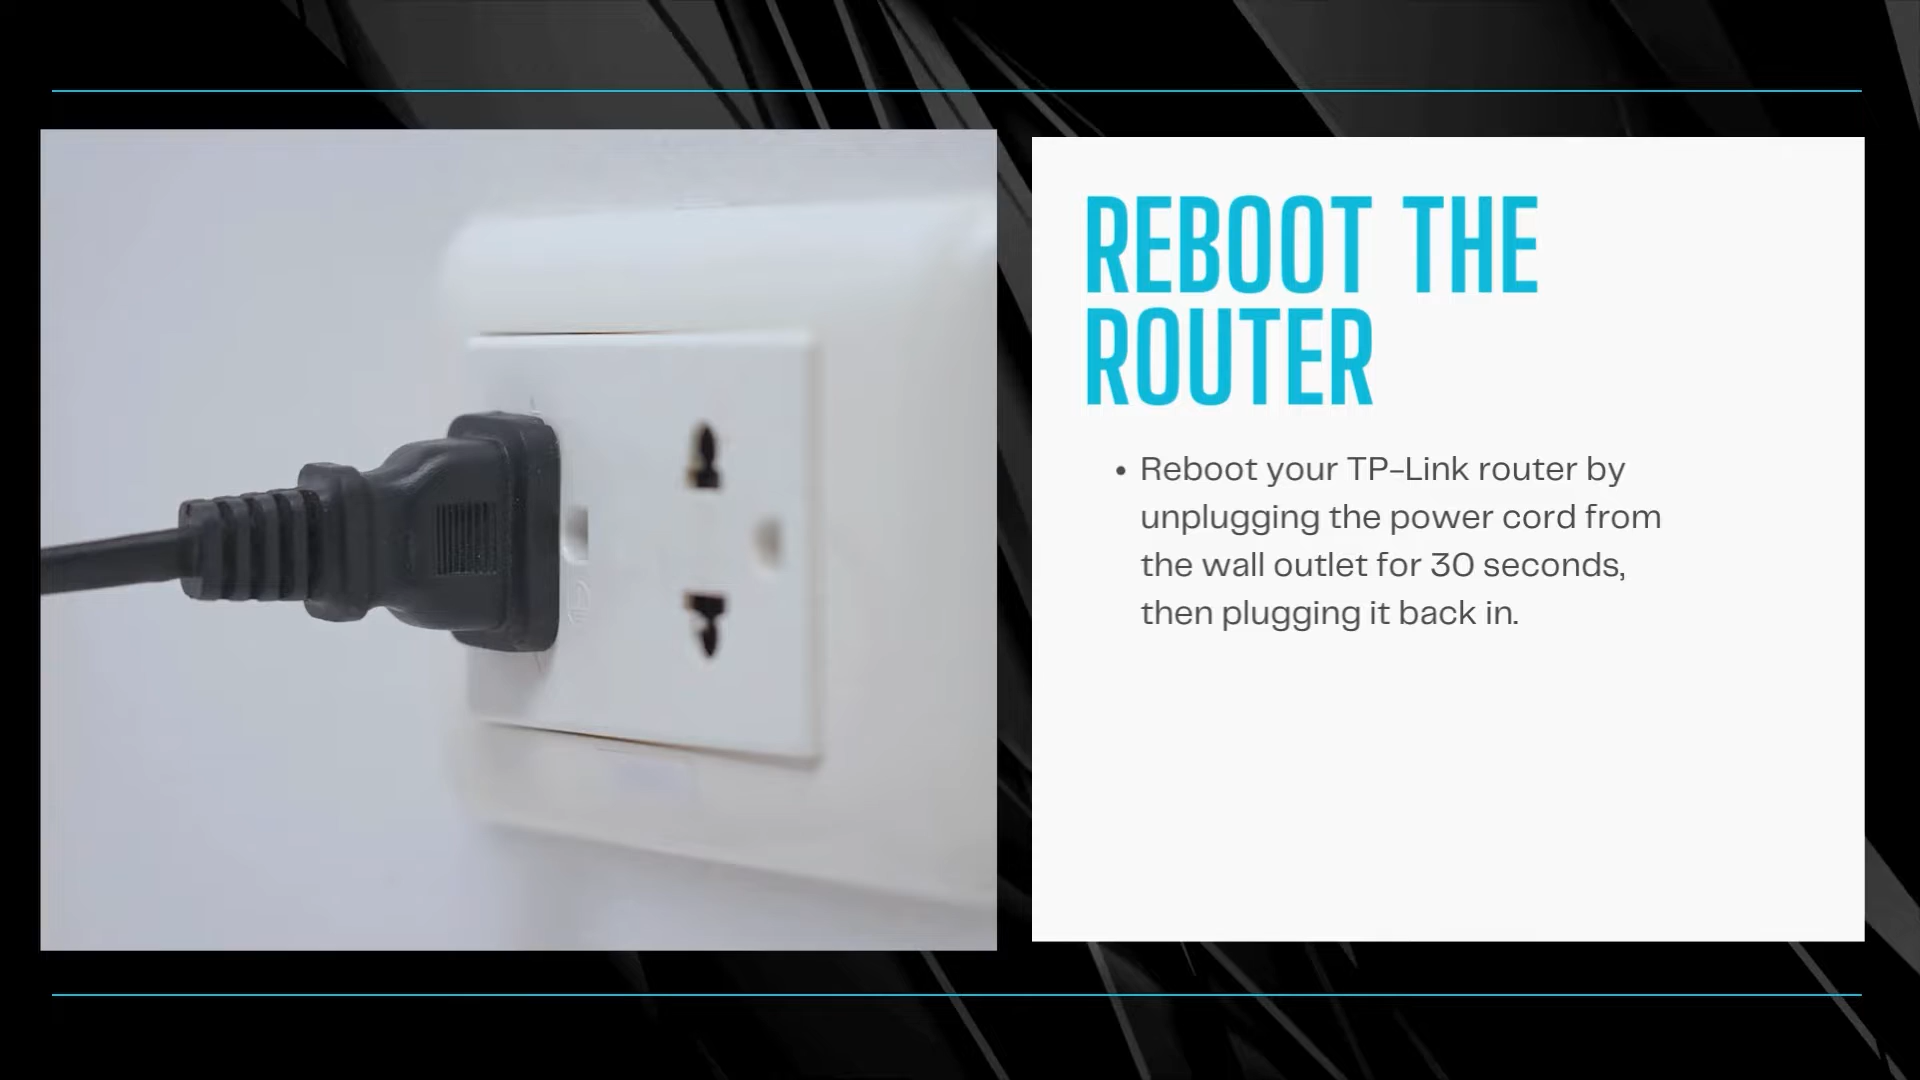 REBOOT THE
ROUTER
• Reboot your TP-Link router by
unplugging the power cord from
the wall outlet for 30 seconds,
then plugging it back in.